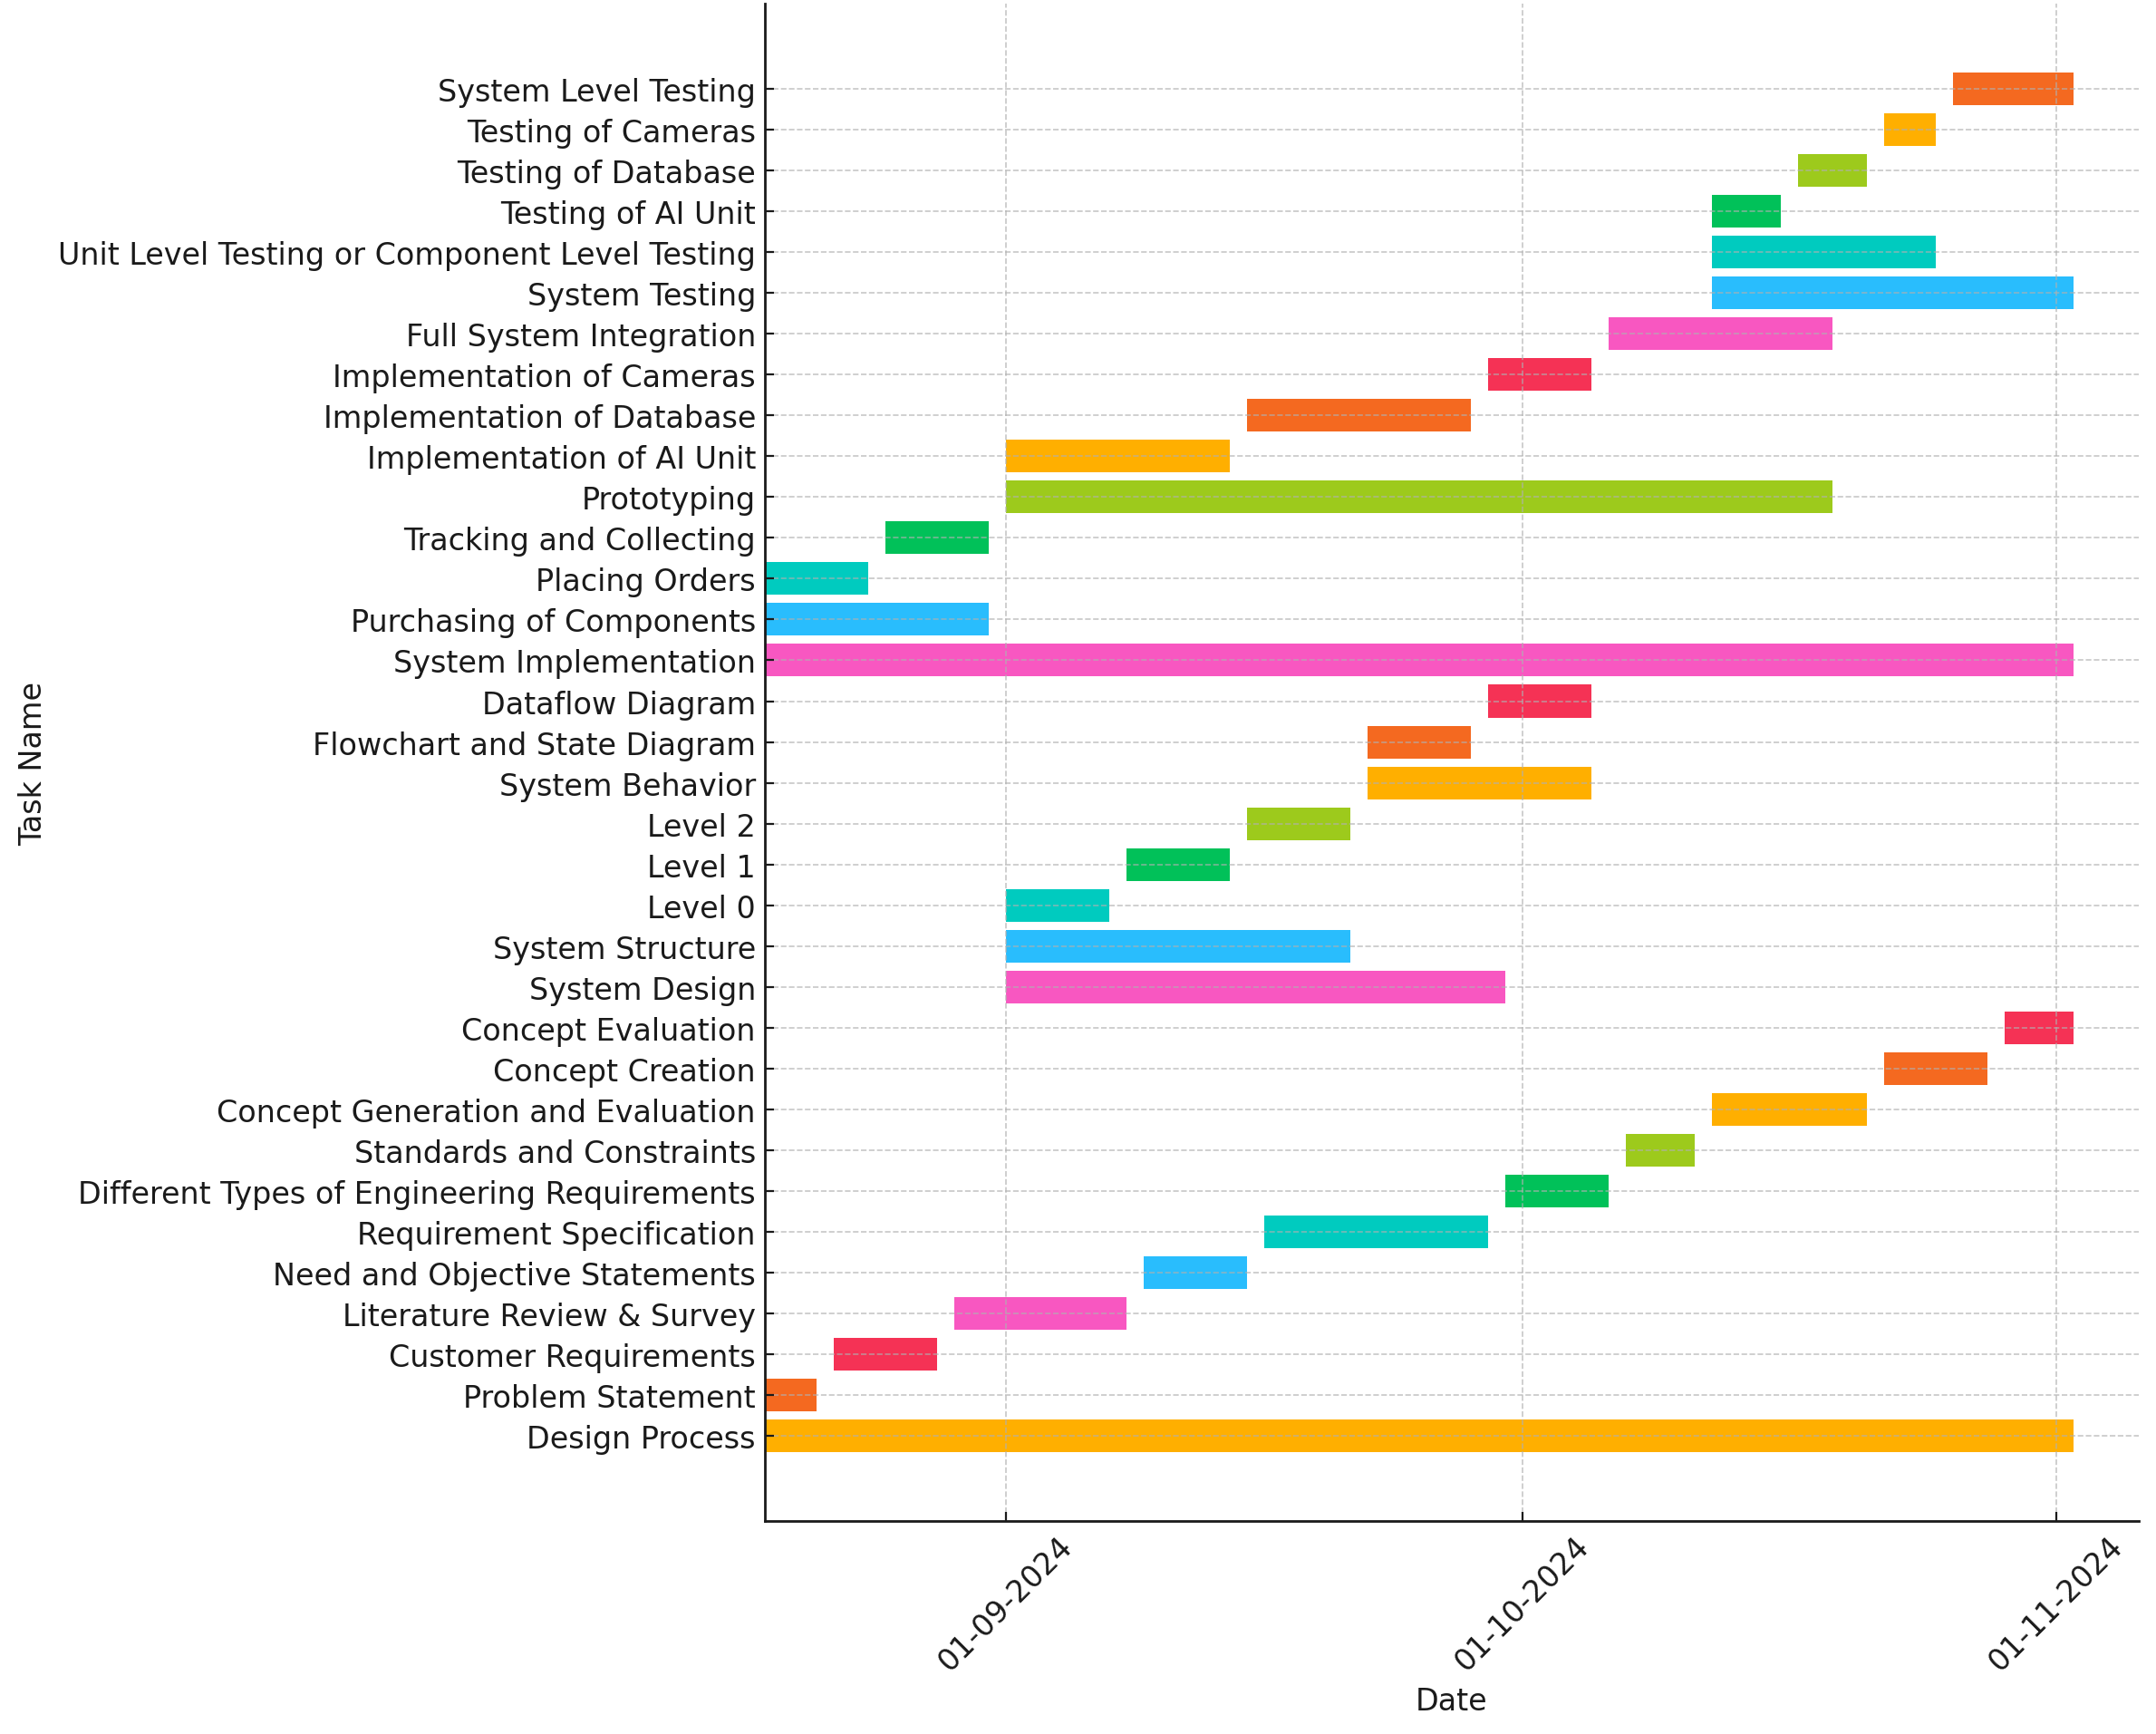 System Level Testing
Testing of Cameras
Testing of Database
Testing of AI Unit
Unit Level Testing or Component Level Testing
System Testing
Full System Integration
Implementation of Cameras
Implementation of Database
Implementation of AI Unit
Prototyping
Tracking and Collecting
Placing Orders
Purchasing of Components
System Implementation
Dataflow Diagram
Flowchart and State Diagram
System Behavior
Level 2
Level 1
Level 0
System Structure
System Design
Concept Evaluation
Concept Creation
Concept Generation and Evaluation
Standards and Constraints
Different Types of Engineering Requirements
Requirement Specification
Need and Objective Statements
Literature Review & Survey
Customer Requirements
Problem Statement
Design Process
Task Name
01-09-2024
01-10-2024
01-11-2024
Date